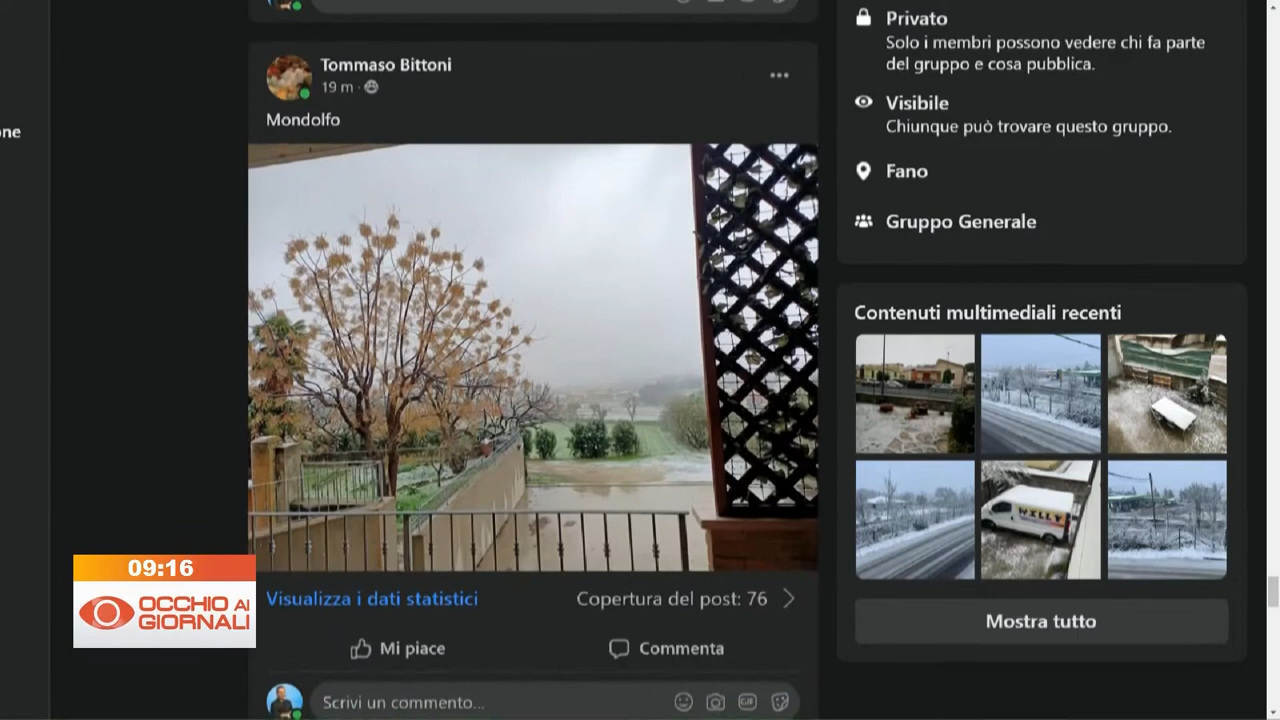 one
Tommaso Bittoni
19 m ·
Mondolfo
Visualizza i dati statistici
Copertura del post: 76
Mi piace
Commenta
Scrivi un commento...
GIF
Privato
Solo i membri possono vedere chi fa parte
del gruppo e cosa pubblica.
Visibile
Chiunque può trovare questo gruppo.
Fano
Gruppo Generale
Contenuti multimediali recenti
Mostra tutto
09:16
OCCHIO AI
GIORNALI